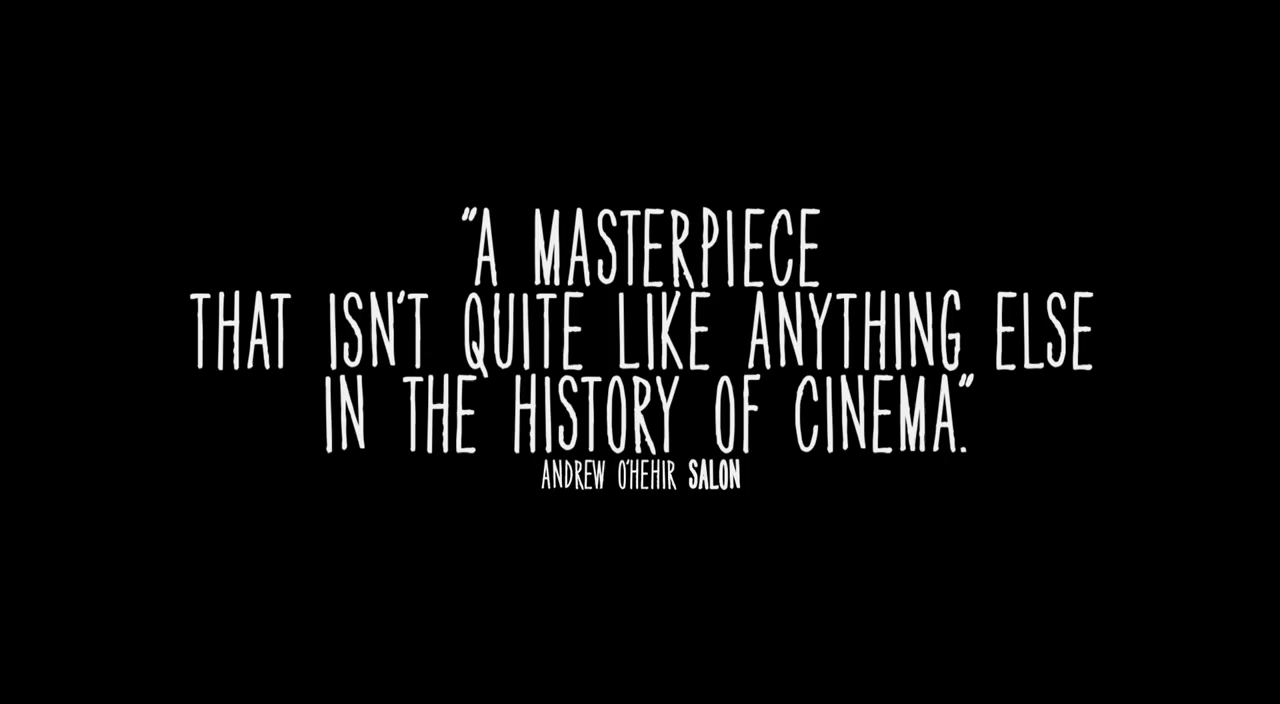 "A MASTERPIECE
THAT ISN'T QUITE LIKE ANYTHING ELSE
IN THE HISTORY OF CINEMA".
ANDREW O'HEHIR SALON